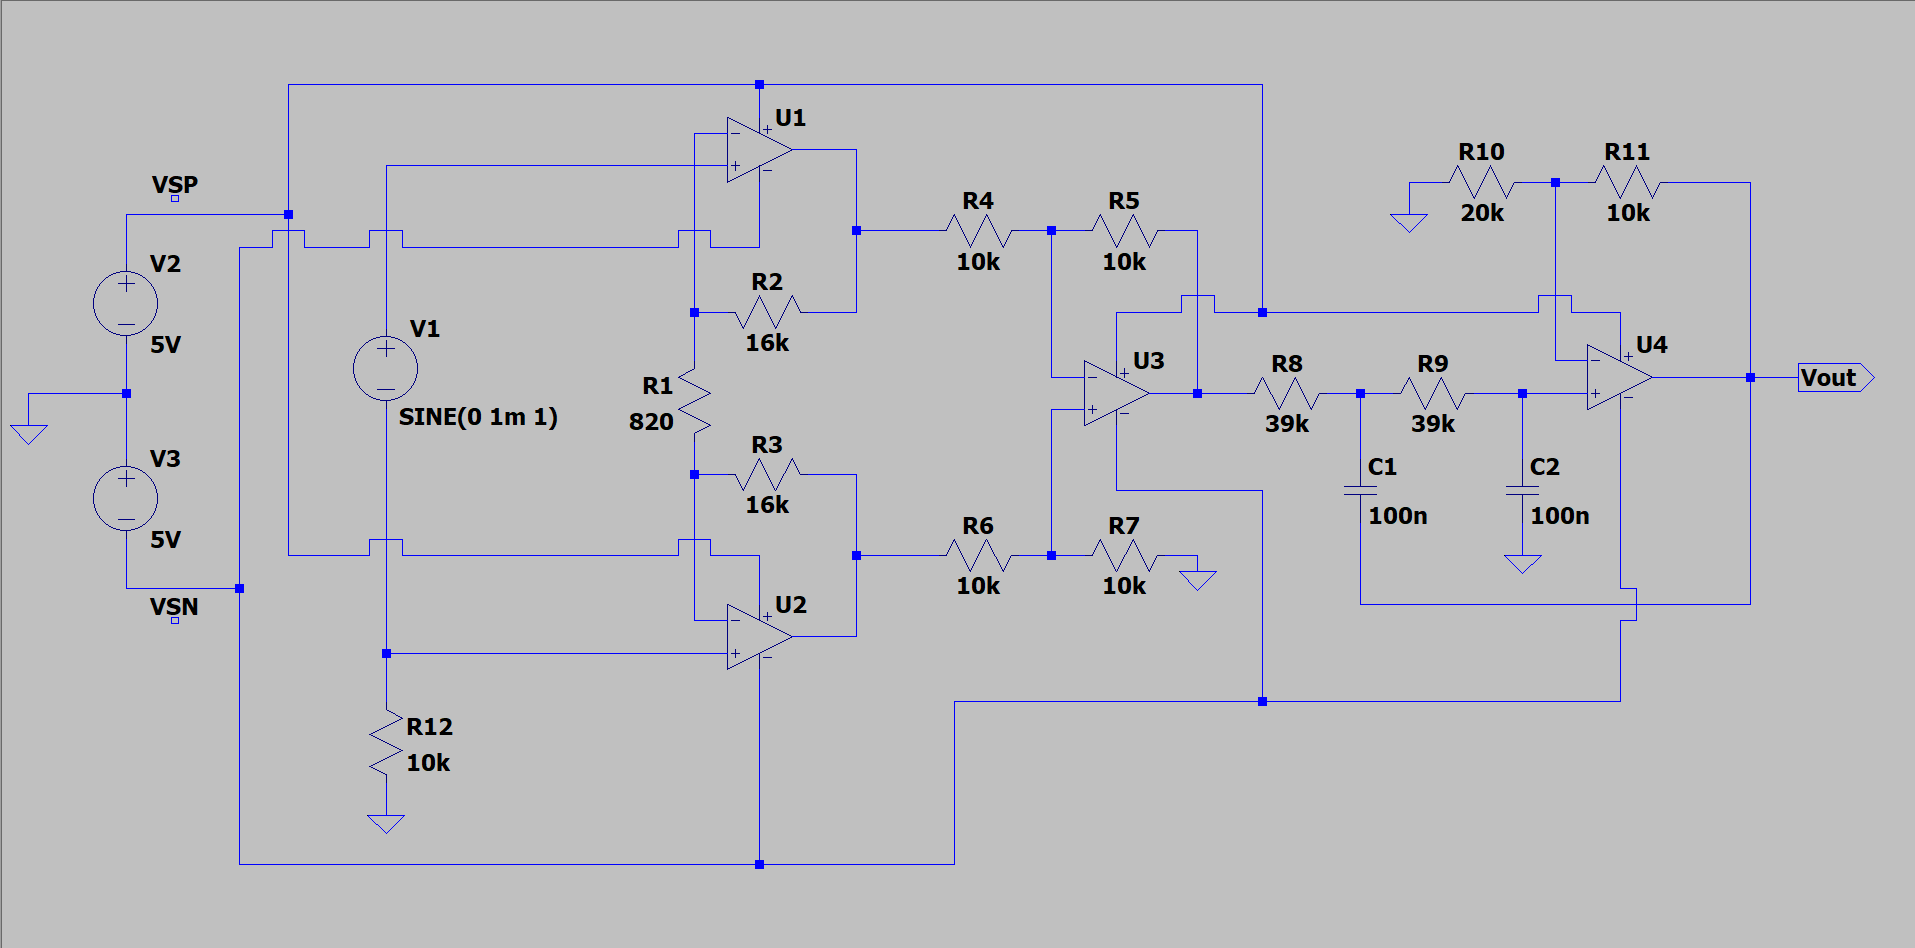 U1
VSP
V2
5V
V3
5V
VSN
V1
SINE(0 1m 1)
R2
16k
R1
820
R3
16k
U2
R12
10k
R4
10k
R5
10k
U3
R6
10k
R7
10k
R8
39k
R9
39k
C1
100n
C2
100n
R10
20k
R11
10k
U4
Vout